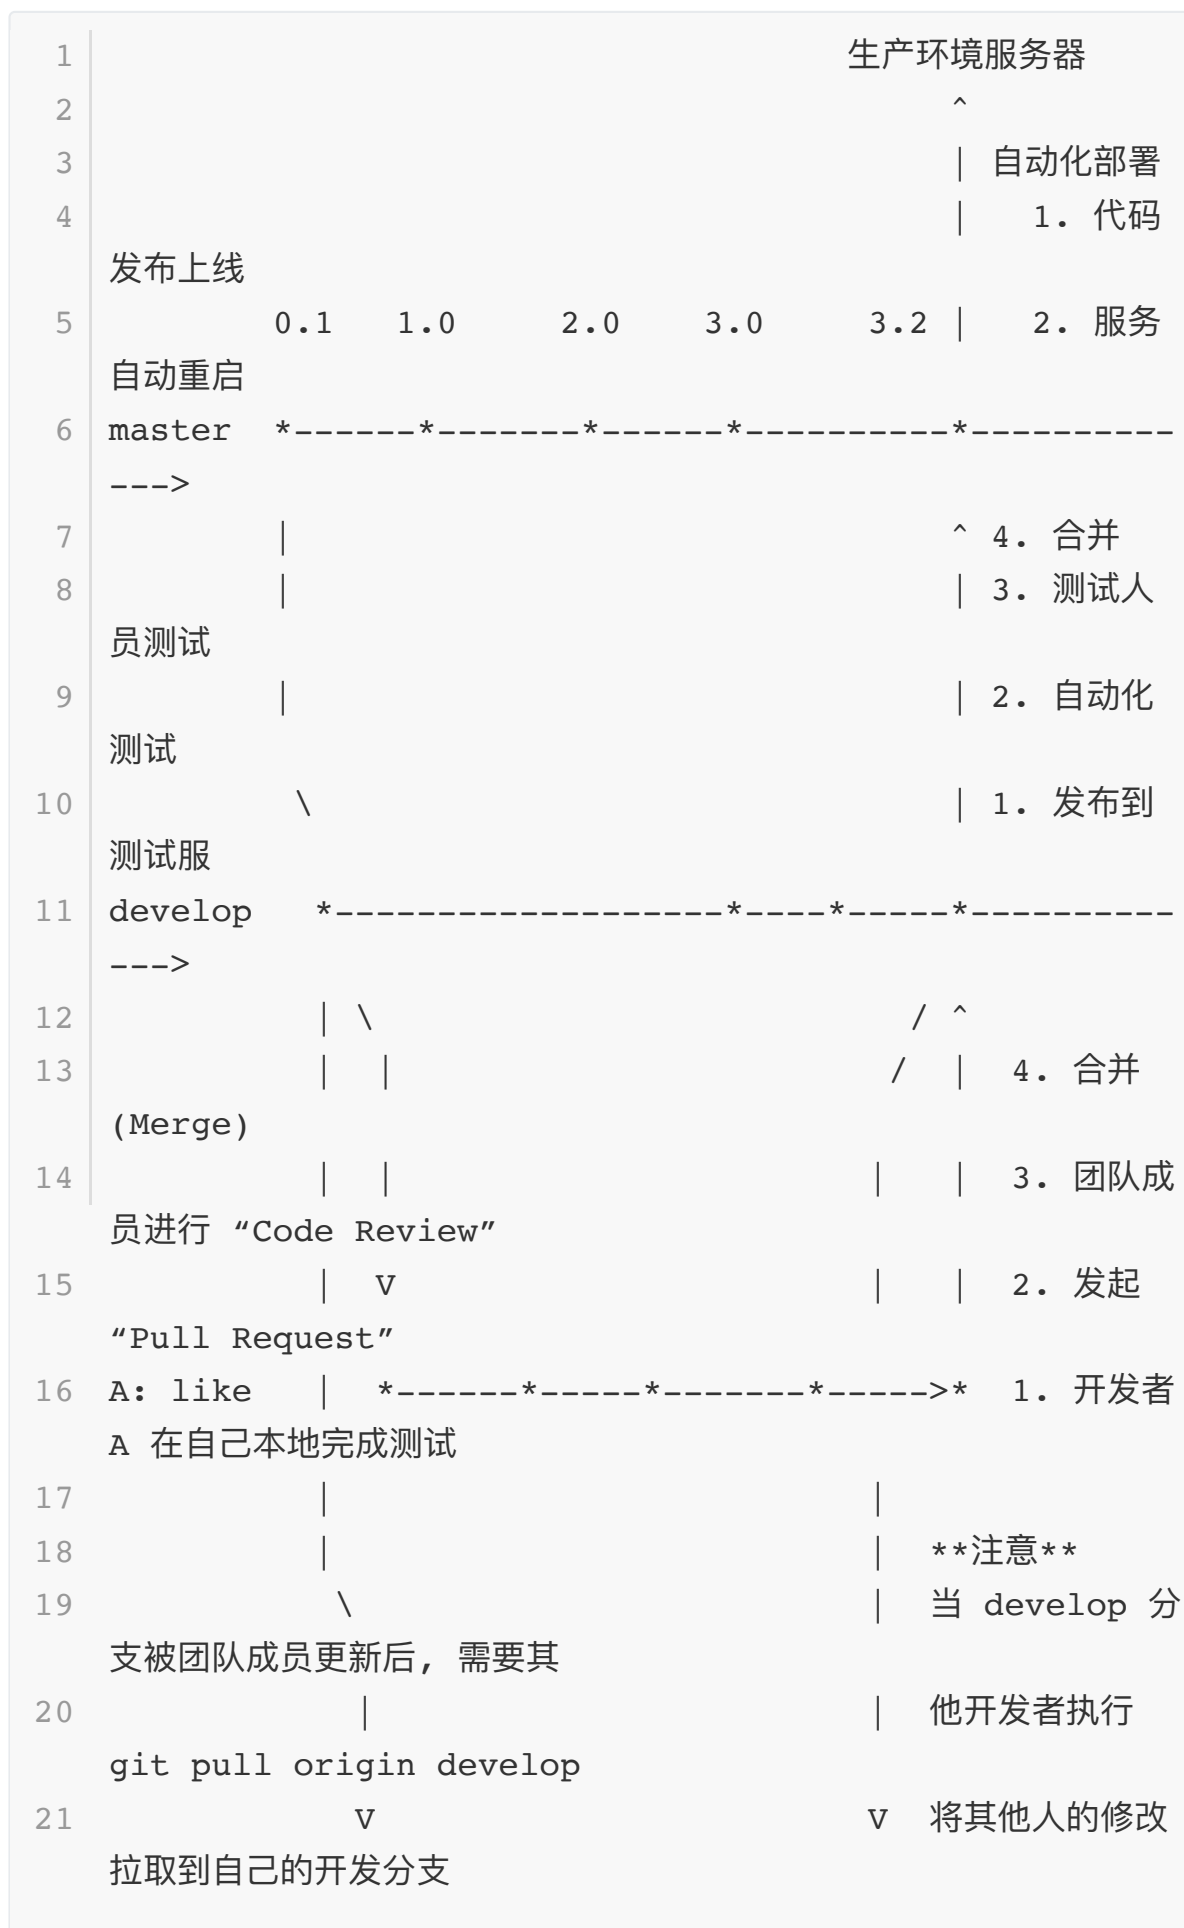 1                                     生产环境服务器
2                                          ^
3                                          | 自动化部署
4                                          |   1. 代码
发布上线
5         0.1   1.0     2.0    3.0     3.2 |   2. 服务
自动重启
6 master  *------*-------*------*----------*----------
--->
7         |                                ^ 4. 合并
8         |                                | 3. 测试人
员测试
9         |                                | 2. 自动化
测试
10         \                               | 1. 发布到
测试服
11 develop   *-------------------*----*-----*----------
--->
12           | \                          / ^
13           |  |                        /  |  4. 合并
(Merge)
14           |  |                       |   |  3. 团队成
员进行 “Code Review”
15           |  V                       |   |  2. 发起
“Pull Request”
16 A: like   |  *------*-----*-------*----->*  1. 开发者
A 在自己本地完成测试
17           |                          |
18           |                          |  **注意**
19            \                         |  当 develop 分
支被团队成员更新后, 需要其
20             |                        |  他开发者执行
git pull origin develop
21             V                        V  将其他人的修改
拉取到自己的开发分支